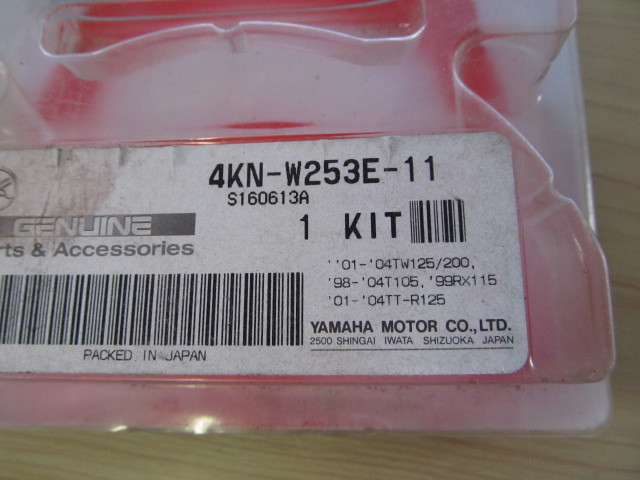 4KN-W253E-11
S160613A
GENUINE 1 KIT
& Accessories
''01-'04TW125/200,
'98-'04T105, '99RX115
'01-'04TT-R125
YAMAHA MOTOR CO.,LTD.
2500 SHINGAI IWATA SHIZUOKA JAPAN
PACKED IN JAPAN